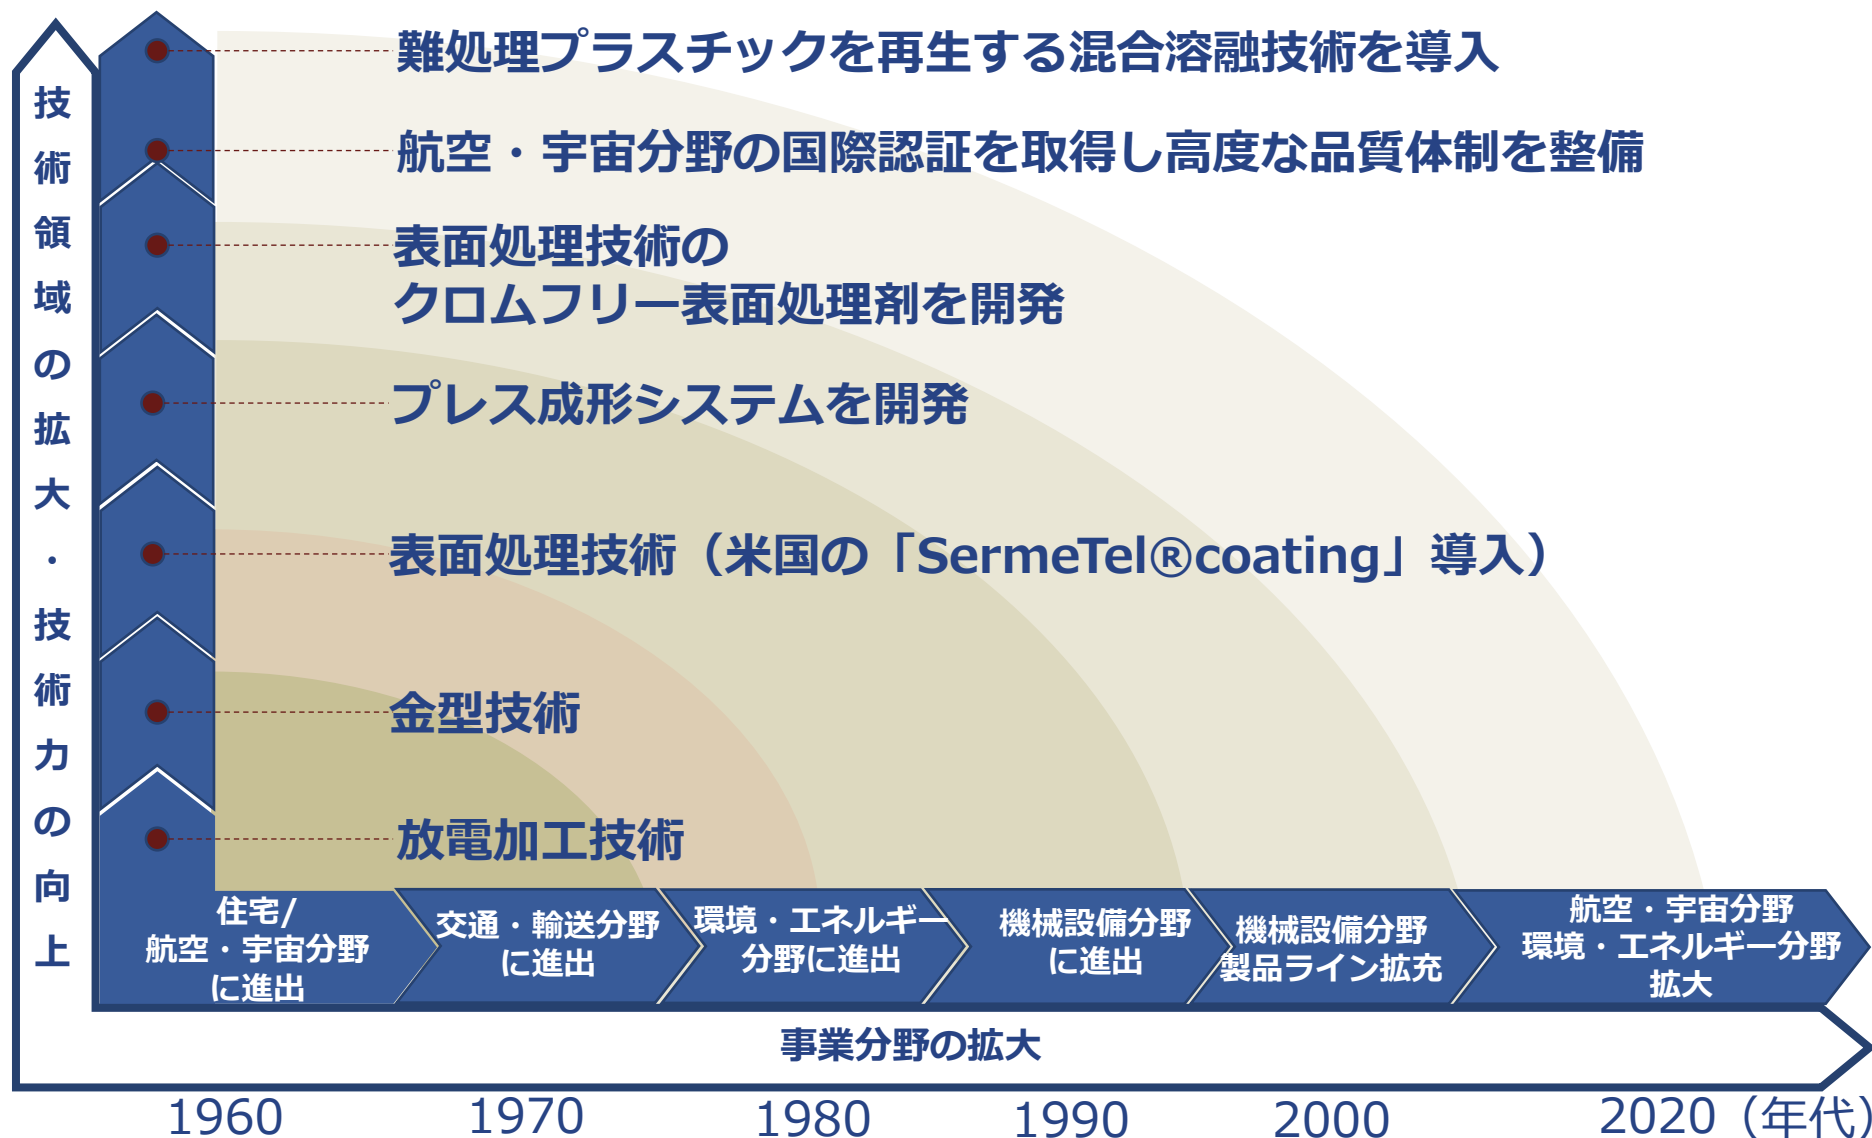 技術領域の拡大・技術力の向上
難処理プラスチックを再生する混合溶融技術を導入
航空・宇宙分野の国際認証を取得し高度な品質体制を整備
表面処理技術の
クロムフリー表面処理剤を開発
プレス成形システムを開発
表面処理技術（米国の「SermeTel®coating」導入）
金型技術
放電加工技術
住宅/
航空・宇宙分野
に進出
交通・輸送分野
に進出
環境・エネルギー
分野に進出
機械設備分野
に進出
機械設備分野
製品ライン拡充
航空・宇宙分野
環境・エネルギー分野
拡大
事業分野の拡大
1960
1970
1980
1990
2000
2020（年代）